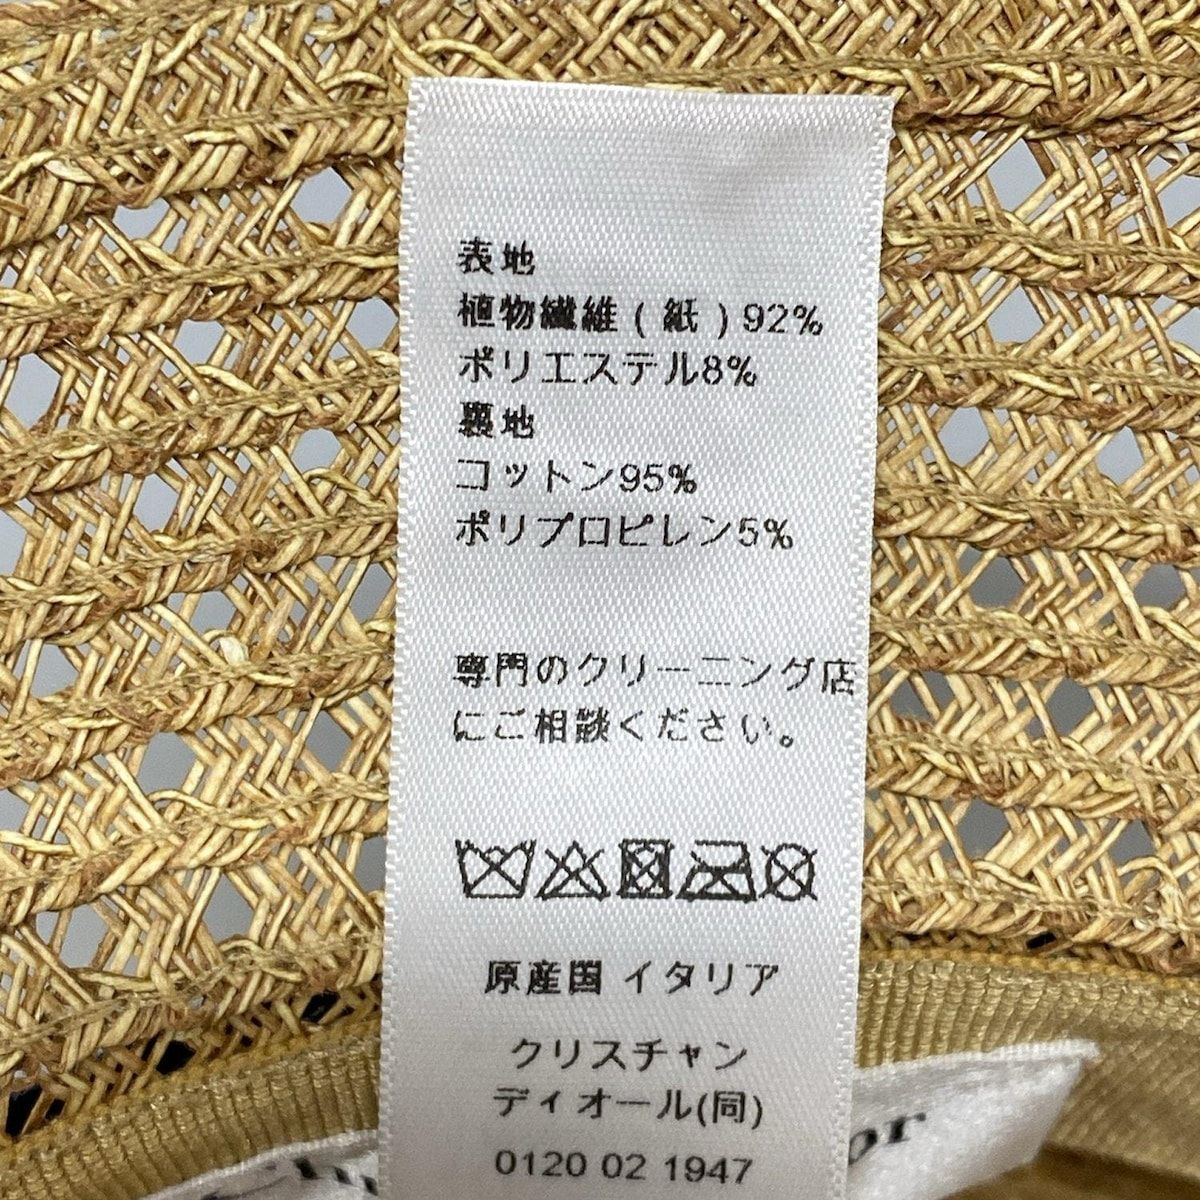 表地
植物繊維 ( 紙 ) 92%
ポリエステル8%
裏地
コットン95%
ポリプロピレン5%
専門のクリーニング店
にご相談ください。
原産国 イタリア
クリスチャン
ディオール(同)
0120 02 1947